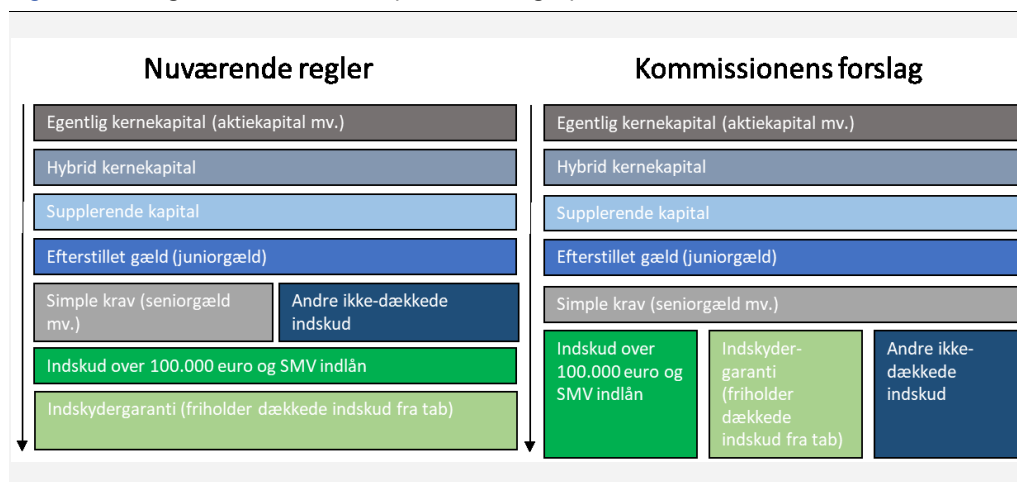 Nuværende regler
Egentlig kernekapital (aktiekapital mv.)
Hybrid kernekapital
Supplerende kapital
Efterstillet gæld (juniorgæld)
Simple krav (seniorgæld
mv.)
Andre ikke-dækkede
indskud
Indskud over 100.000 euro og SMV indlån
Indskydergaranti (friholder dækkede indskud fra tab)
Kommissionens forslag
Egentlig kernekapital (aktiekapital mv.)
Hybrid kernekapital
Supplerende kapital
Efterstillet gæld (juniorgæld)
Simple krav (seniorgæld mv.)
Indskud over
100.000 euro og
SMV indlån
Indskyder-
garanti
(friholder
dækkede
indskud fra tab)
Andre ikke-
dækkede
indskud